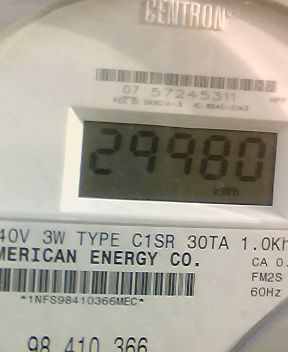 CENTRON®
07 57245311
29980
kWh
40V 3W TYPE C1SR 30TA 1.0Kh
MERICAN ENERGY CO.
CA 0.
FM2S
*1NFS98410366MEC*
60Hz
98 410 366